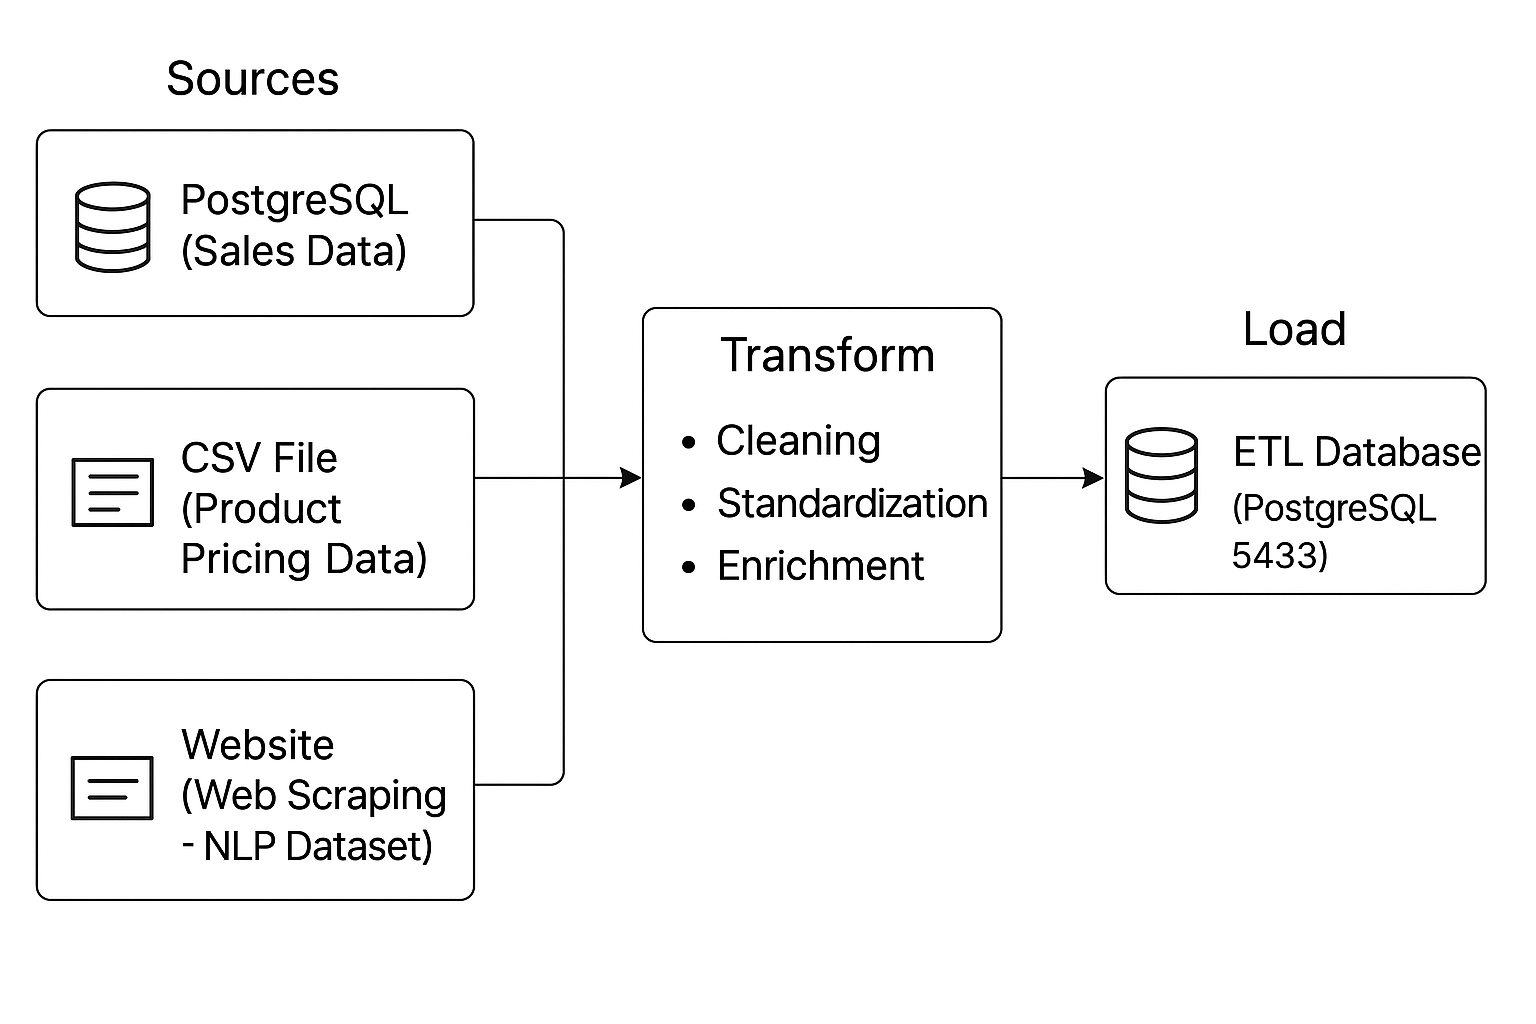 Sources
PostgreSQL
(Sales Data)
CSV File
(Product
Pricing Data)
Website
(Web Scraping
- NLP Dataset)
Transform
• Cleaning
• Standardization
• Enrichment
Load
ETL Database
(PostgreSQL
5433)